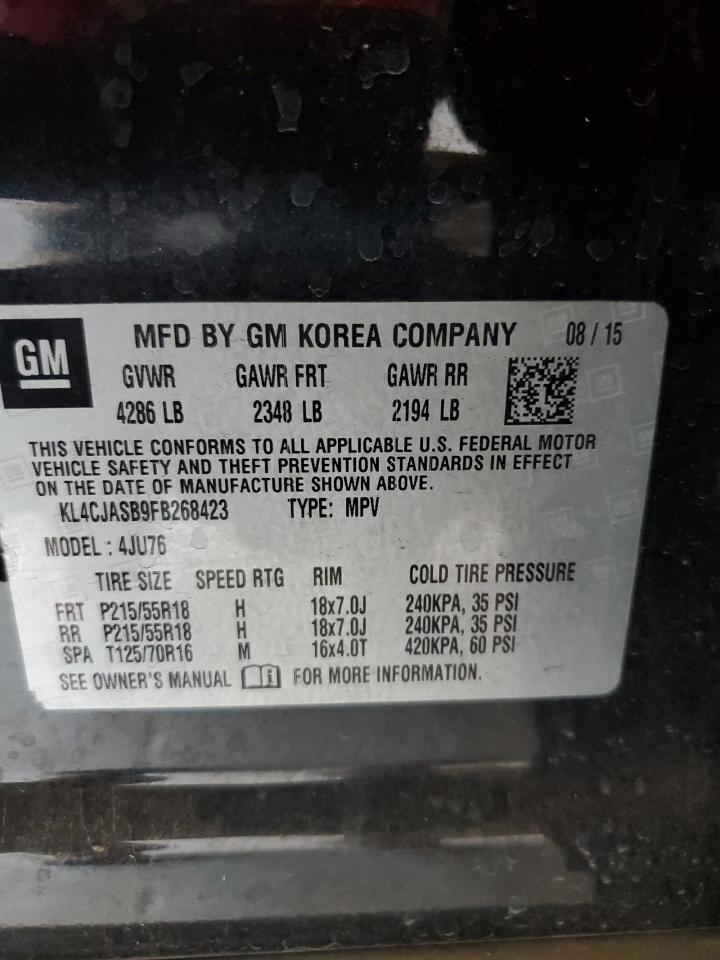 GM
MFD BY GM KOREA COMPANY 08 / 15
GVWR GAWR FRT GAWR RR
4286 LB 2348 LB 2194 LB
THIS VEHICLE CONFORMS TO ALL APPLICABLE U.S. FEDERAL MOTOR
VEHICLE SAFETY AND THEFT PREVENTION STANDARDS IN EFFECT
ON THE DATE OF MANUFACTURE SHOWN ABOVE.
KL4CJASB9FB268423 TYPE: MPV
MODEL : 4JU76
TIRE SIZE SPEED RTG RIM COLD TIRE PRESSURE
FRT P215/55R18 H 18x7.0J 240KPA, 35 PSI
RR P215/55R18 H 18x7.0J 240KPA, 35 PSI
SPA T125/70R16 M 16x4.0T 420KPA, 60 PSI
SEE OWNER'S MANUAL FOR MORE INFORMATION.